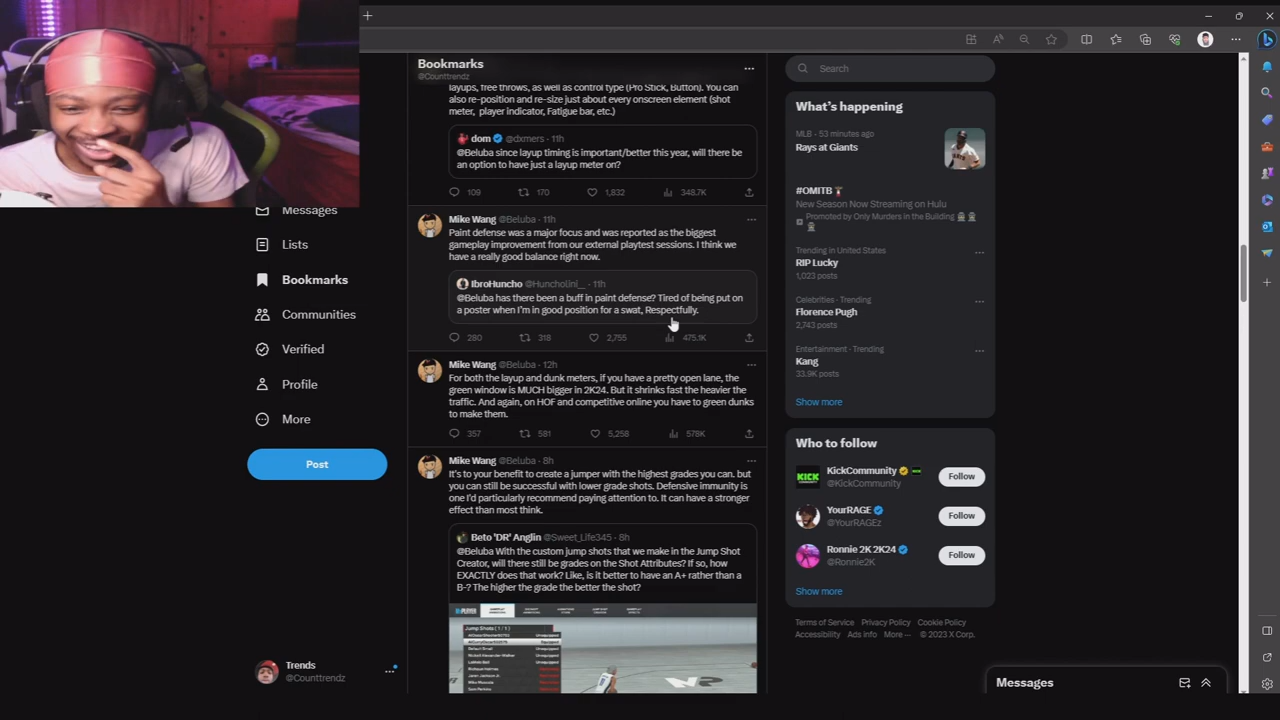 Bookmarks
@Counttrendz
layups, free throws, as well as control type (Pro Stick, Button). You can
also re-position and re-size just about every onscreen element (shot
meter, player indicator, Fatigue bar, etc.)
dom @dxmers · 11h
@Beluba since layup timing is important/better this year, will there be
an option to have just a layup meter on?
109 170 1,832 348.7K
Mike Wang @Beluba · 11h
Paint defense was a major focus and was reported as the biggest
gameplay improvement from our external playtest sessions. I think we
have a really good balance right now.
IbroHuncho @Huncholini_ · 11h
@Beluba has there been a buff in paint defense? Tired of being put on
a poster when I'm in good position for a swat, Respectfully.
280 318 2,755 475.1K
Mike Wang @Beluba · 12h
For both the layup and dunk meters, if you have a pretty open lane, the
green window is MUCH bigger in 2K24. But it shrinks fast the heavier the
traffic. And again, on HOF and competitive online you have to green dunks
to make them.
357 581 5,258 578K
Mike Wang @Beluba · 8h
It's to your benefit to create a jumper with the highest grades you can. but
you can still be successful with lower grade shots. Defensive immunity is
one I'd particularly recommend paying attention to. It can have a stronger
effect than most think.
Beto 'DR' Anglin @Sweet_Life345 · 8h
@Beluba With the custom jump shots that we make in the Jump Shot
Creator, will there still be grades on the Shot Attributes? If so, how
EXACTLY does that work? Like, is it better to have an A+ rather than a
B-? The higher the grade the better the shot?
Jump Shots (1/1)
Messages
Lists
Bookmarks
Communities
Verified
Profile
More
Post
Trends
@Counttrendz
Search
What's happening
MLB · 53 minutes ago
Rays at Giants
#OMITB
New Season Now Streaming on Hulu
Promoted by Only Murders in the Building
Trending in United States
RIP Lucky
1,023 posts
Celebrities · Trending
Florence Pugh
2,743 posts
Entertainment · Trending
Kang
33.9K posts
Show more
Who to follow
KickCommunity
@KickCommunity
Follow
KICK
YourRAGE
@YourRAGEz
Follow
Ronnie 2K 2K24
@Ronnie2K
Follow
Show more
Terms of Service Privacy Policy Cookie Policy
Accessibility Ads info More ··· © 2023 X Corp.
Messages